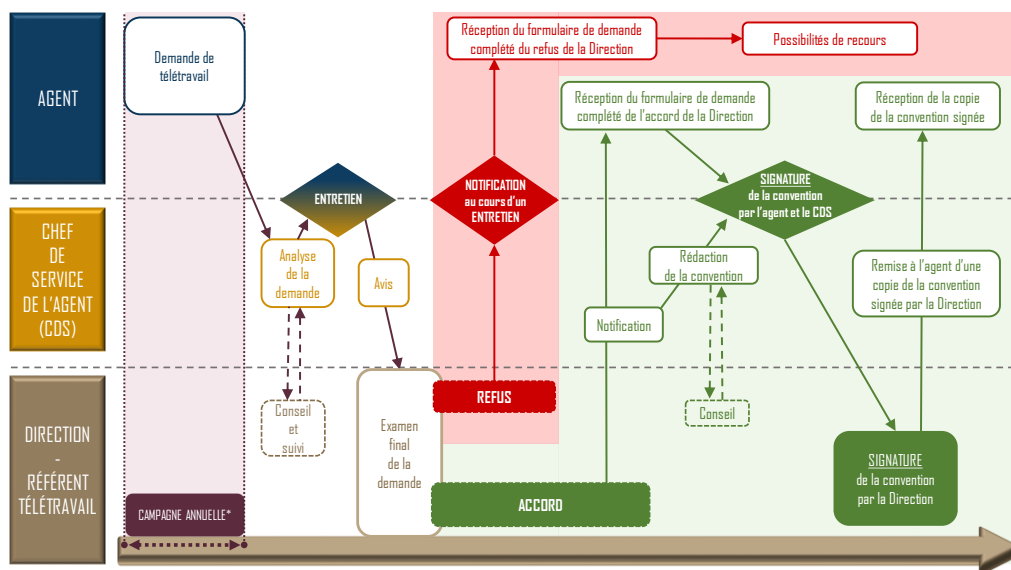 AGENT
Demande de
télétravail
Réception du formulaire de demande
complété du refus de la Direction
Possibilités de recours
Réception du formulaire de demande
complété de l'accord de la Direction
Réception de la copie
de la convention signée
ENTRETIEN
NOTIFICATION
au cours d'un
ENTRETIEN
SIGNATURE
de la convention
par l'agent et le CDS
CHEF
DE
SERVICE
DE L'AGENT
(CDS)
Analyse
de la
demande
Avis
Rédaction
de la convention
Remise à l'agent d'une
copie de la convention
signée par la Direction
Notification
DIRECTION
-
RÉFÉRENT
TÉLÉTRAVAIL
Conseil
et
suivi
Examen
final
de la
demande
REFUS
Conseil
SIGNATURE
de la convention
par la Direction
ACCORD
CAMPAGNE ANNUELLE*